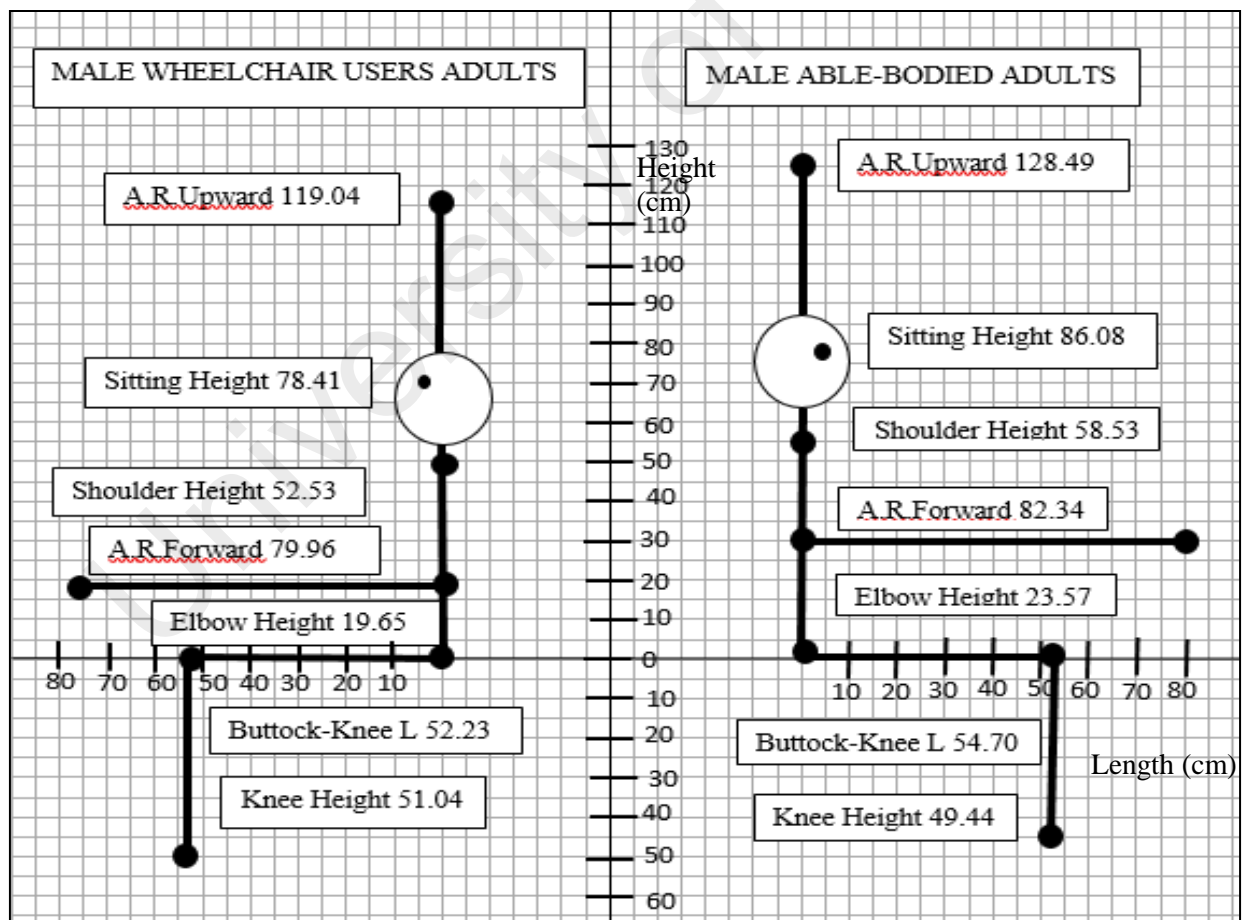 University of
MALE WHEELCHAIR USERS ADULTS
A.R.Upward 119.04
Sitting Height 78.41
Shoulder Height 52.53
A.R.Forward 79.96
Elbow Height 19.65
80 70 60 50 40 30 20 10
Buttock-Knee L 52.23
Knee Height 51.04
Height
(cm)
130
120
110
100
90
80
70
60
50
40
30
20
10
0
10
20
30
40
50
60
MALE ABLE-BODIED ADULTS
A.R.Upward 128.49
Sitting Height 86.08
Shoulder Height 58.53
A.R.Forward 82.34
Elbow Height 23.57
10 20 30 40 50 60 70 80
Buttock-Knee L 54.70
Length (cm)
Knee Height 49.44